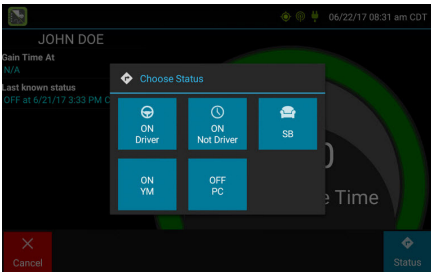 06/22/17 08:31 am CDT
JOHN DOE
Gain Time At
N/A
Last known status
OFF at 6/21/17 3:33 PM C
Choose Status
ON
Driver
ON
Not Driver
SB
ON
YM
OFF
PC
Time
Cancel
Status